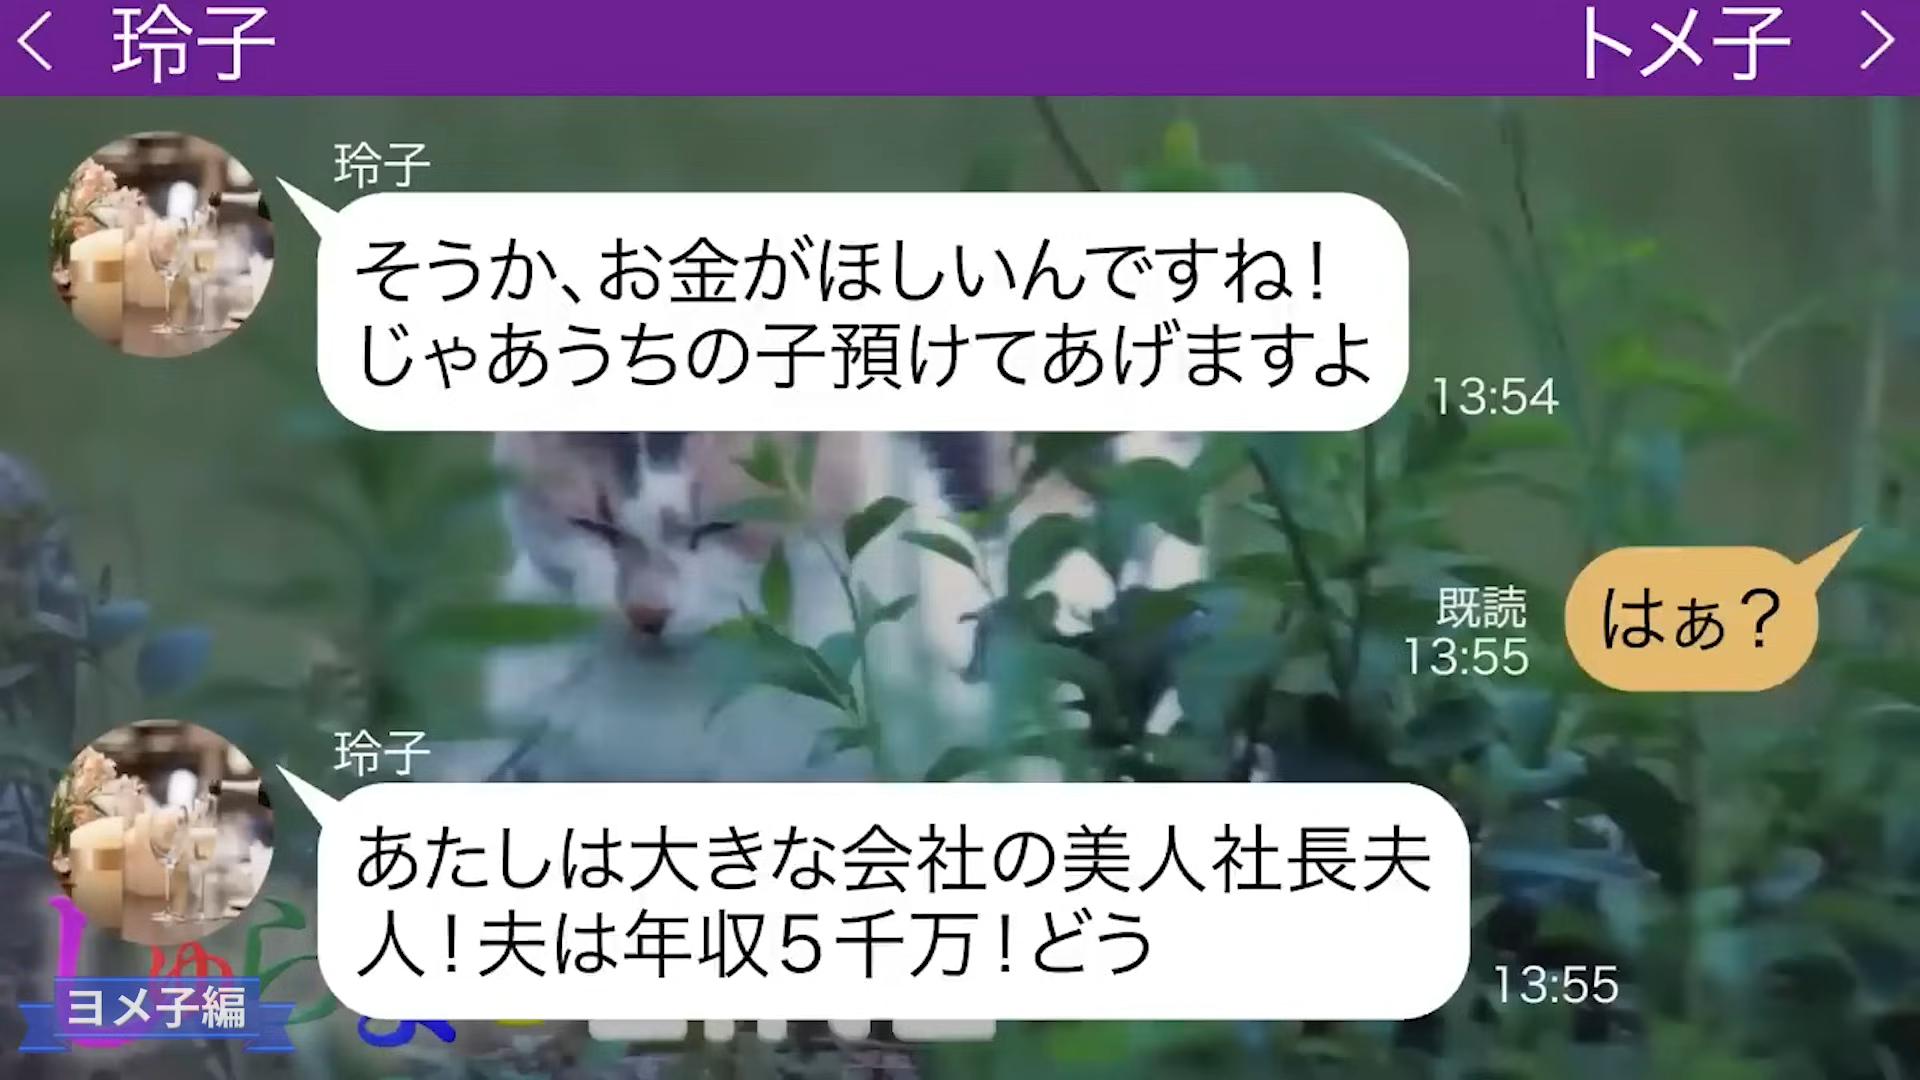 玲子
トメ子
玲子
そうか、お金がほしいんですね！
じゃあうちの子預けてあげますよ
13:54
はぁ？
既読
13:55
玲子
あたしは大きな会社の美人社長夫
人！夫は年収５千万！どう
13:55
ヨメ子編